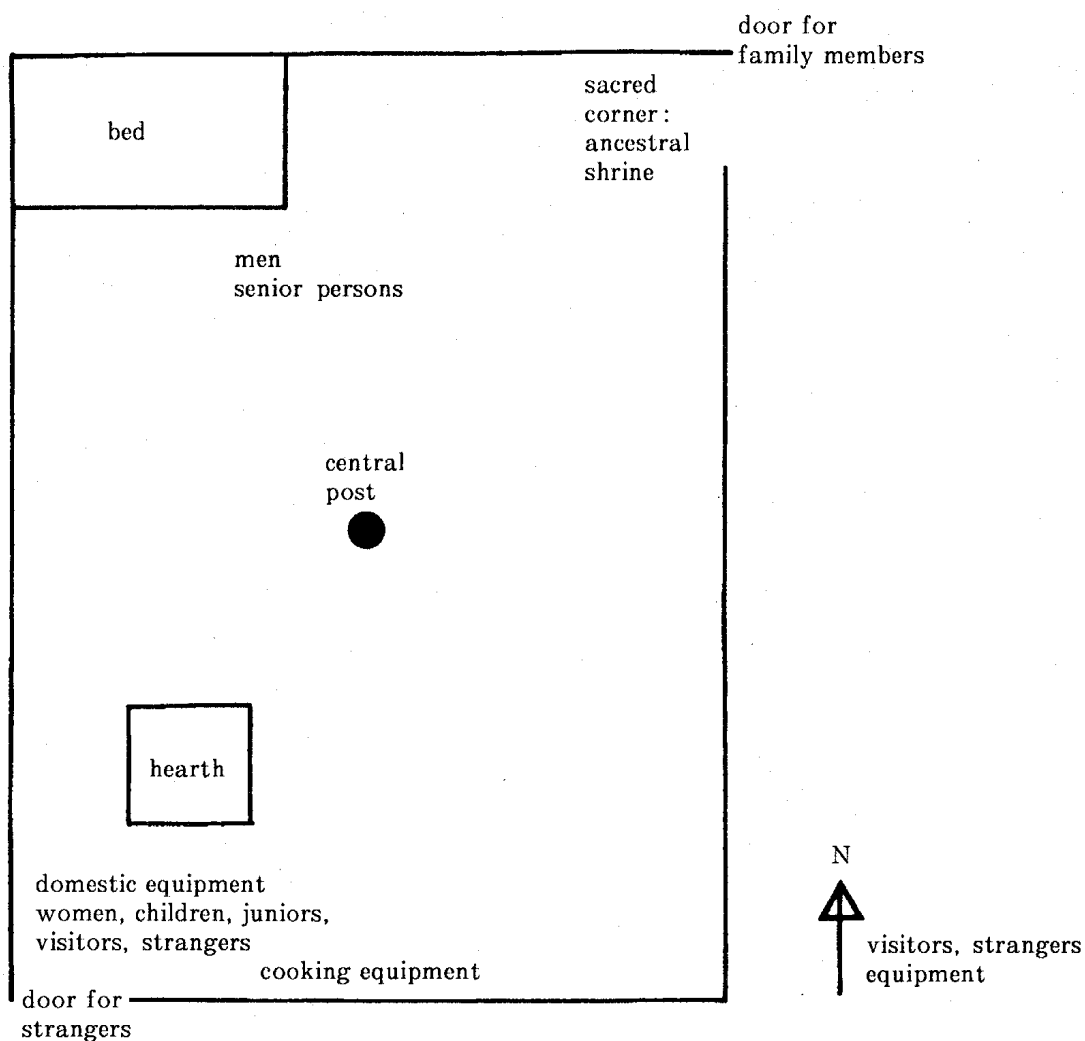 door for
family members
sacred
corner:
ancestral
shrine
bed
men
senior persons
central
post
hearth
N
domestic equipment
women, children, juniors,
visitors, strangers
visitors, strangers
equipment
cooking equipment
door for
strangers